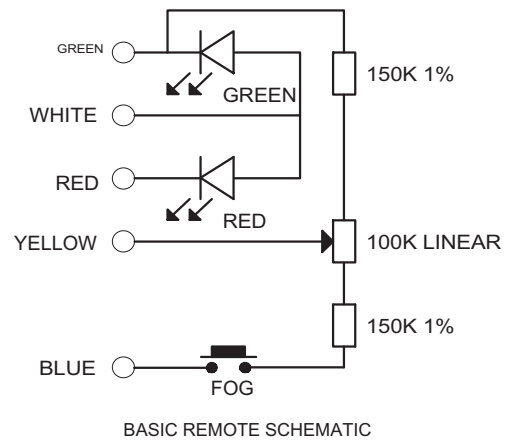 GREEN
150K 1%
GREEN
WHITE
RED
RED
YELLOW
100K LINEAR
150K 1%
BLUE
FOG
BASIC REMOTE SCHEMATIC